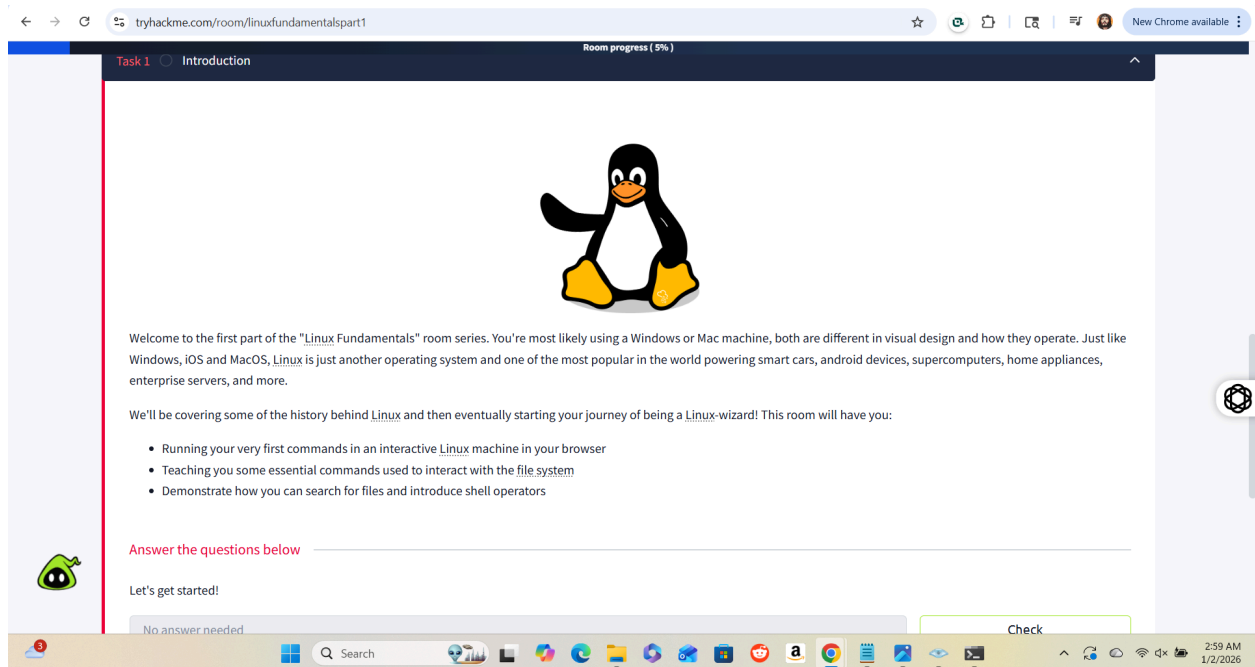 tryhackme.com/room/linuxfundamentalspart1
New Chrome available
Room progress ( 5% )
Task 1 Introduction
Welcome to the first part of the "Linux Fundamentals" room series. You're most likely using a Windows or Mac machine, both are different in visual design and how they operate. Just like
Windows, iOS and MacOS, Linux is just another operating system and one of the most popular in the world powering smart cars, android devices, supercomputers, home appliances,
enterprise servers, and more.
We'll be covering some of the history behind Linux and then eventually starting your journey of being a Linux-wizard! This room will have you:
• Running your very first commands in an interactive Linux machine in your browser
• Teaching you some essential commands used to interact with the file system
• Demonstrate how you can search for files and introduce shell operators
Answer the questions below
Let's get started!
No answer needed
Check
3
Search
a
2:59 AM
1/2/2026